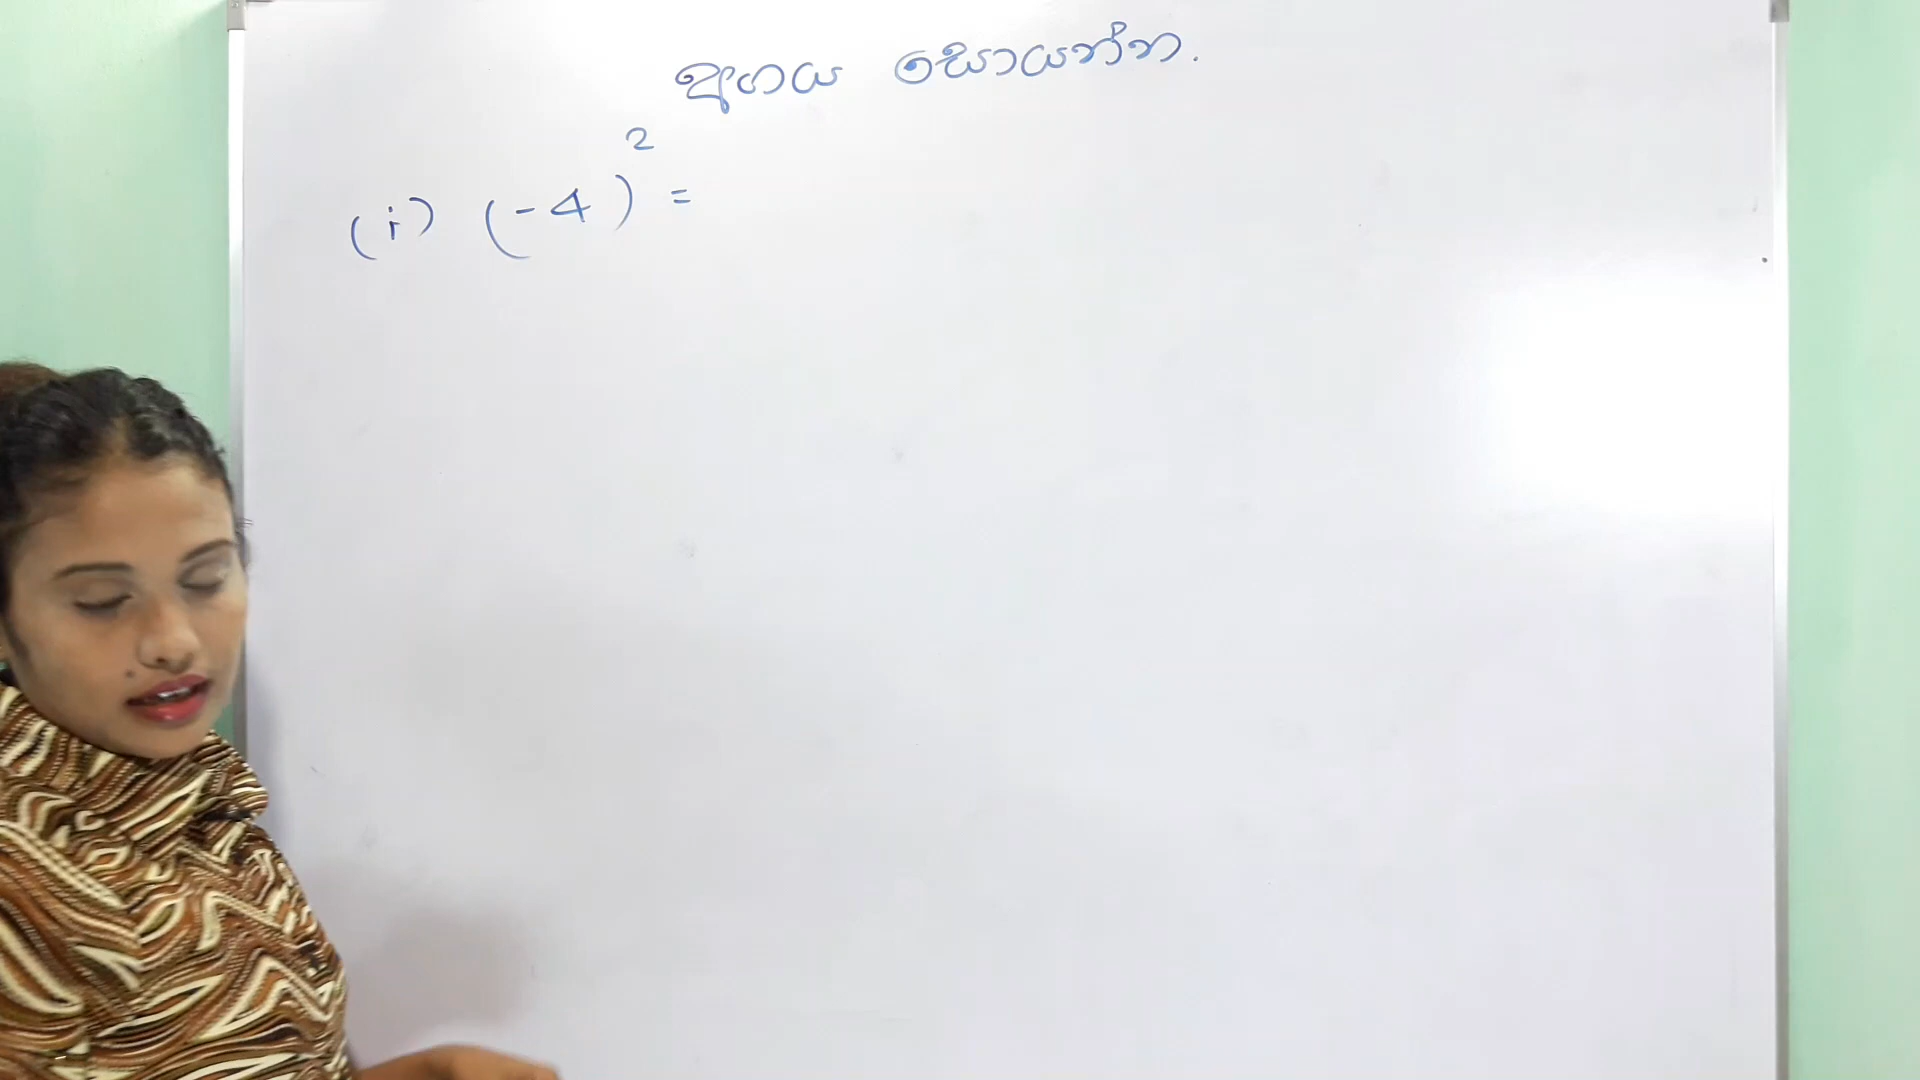 අගය සොයන්න.
(i) (-4)² =